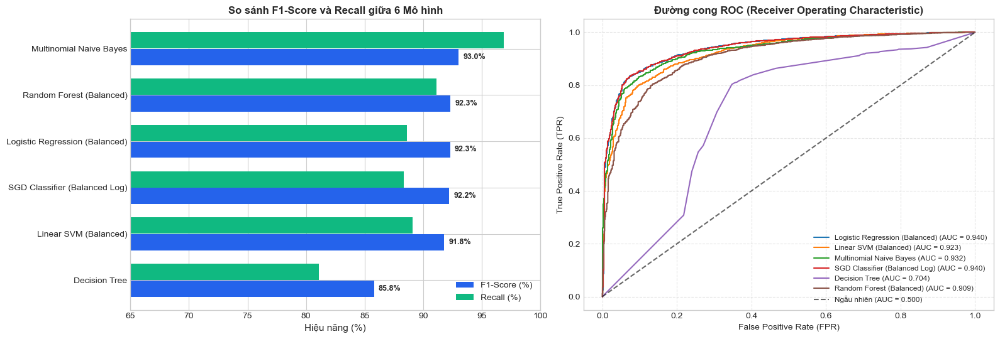 So sánh F1-Score và Recall giữa 6 Mô hình
Multinomial Naive Bayes
93.0%
Random Forest (Balanced)
92.3%
Logistic Regression (Balanced)
92.3%
SGD Classifier (Balanced Log)
92.2%
Linear SVM (Balanced)
91.8%
Decision Tree
85.8%
F1-Score (%)
Recall (%)
65 70 75 80 85 90 95 100
Hiệu năng (%)
Đường cong ROC (Receiver Operating Characteristic)
True Positive Rate (TPR)
1.0
0.8
0.6
0.4
0.2
0.0
Logistic Regression (Balanced) (AUC = 0.940)
Linear SVM (Balanced) (AUC = 0.923)
Multinomial Naive Bayes (AUC = 0.932)
SGD Classifier (Balanced Log) (AUC = 0.940)
Decision Tree (AUC = 0.704)
Random Forest (Balanced) (AUC = 0.909)
Ngẫu nhiên (AUC = 0.500)
0.0 0.2 0.4 0.6 0.8 1.0
False Positive Rate (FPR)